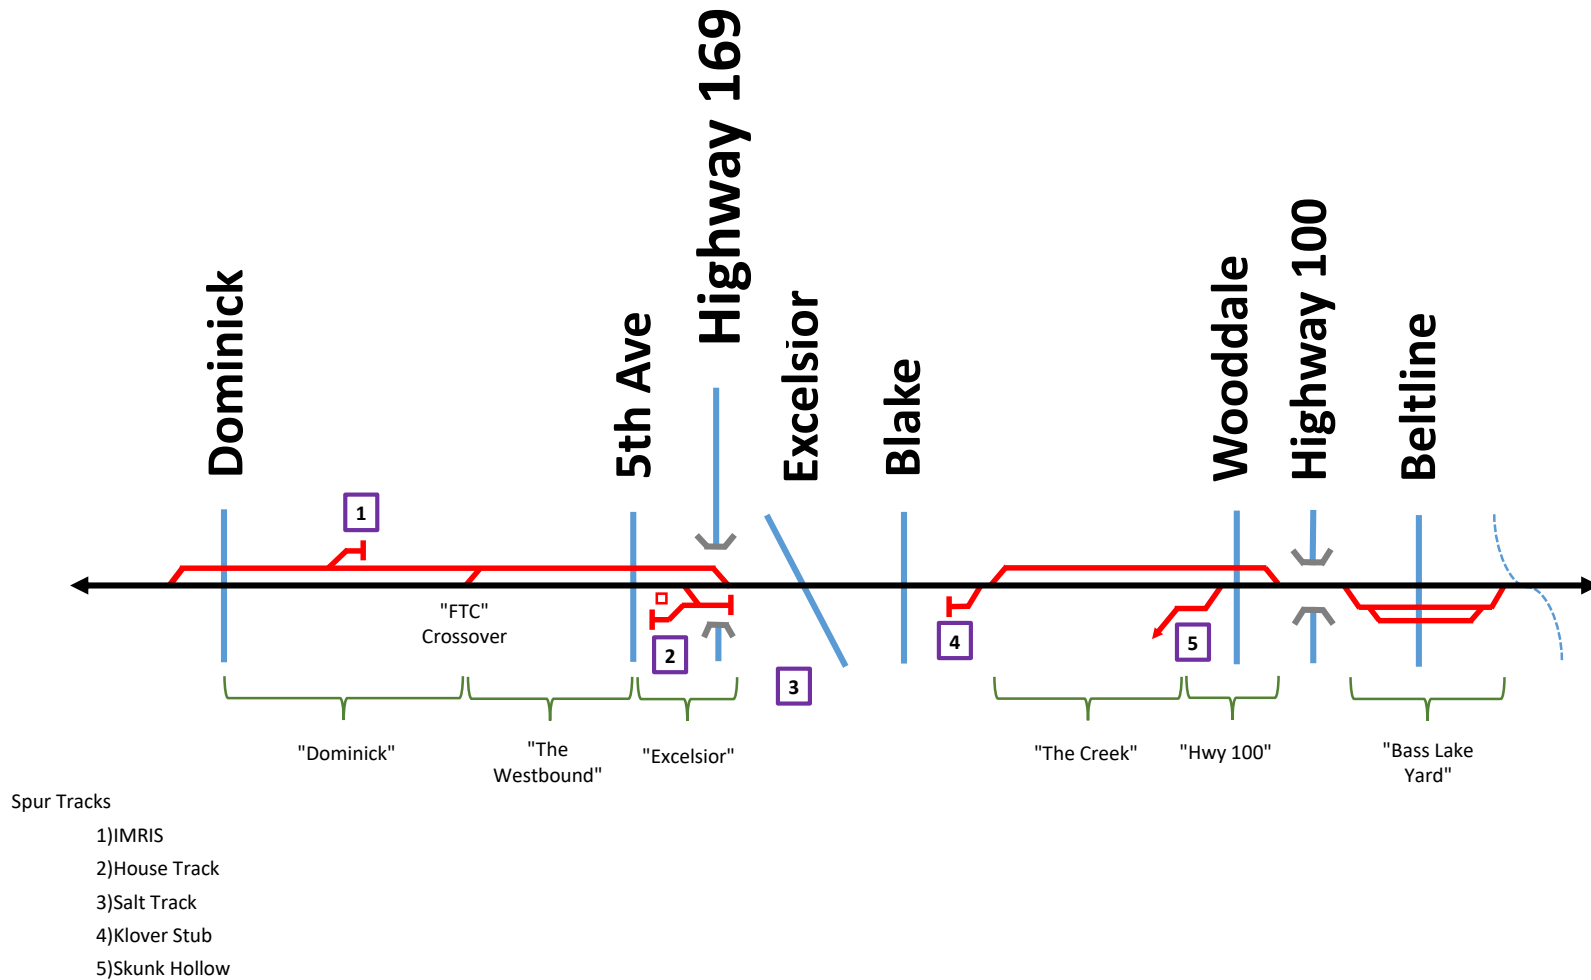 Dominick
5th Ave
Highway 169
Excelsior
Blake
Wooddale
Highway 100
Beltline
1
"FTC"
Crossover
2
3
4
5
"Dominick"
"The
Westbound"
"Excelsior"
"The Creek"
"Hwy 100"
"Bass Lake
Yard"
Spur Tracks
1)IMRIS
2)House Track
3)Salt Track
4)Klover Stub
5)Skunk Hollow